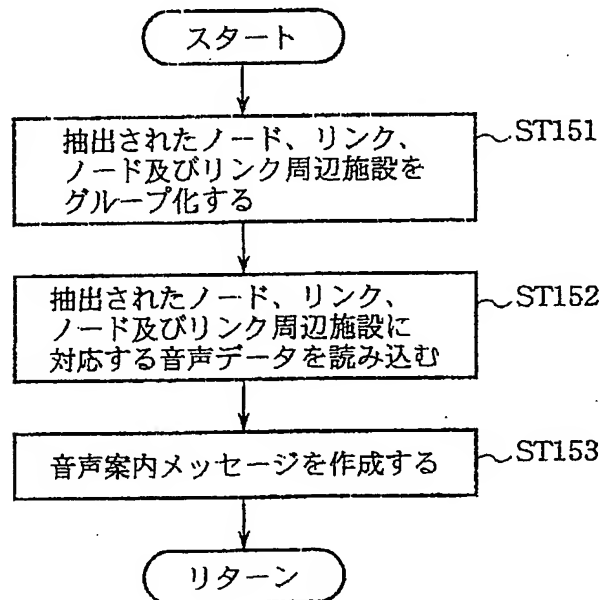 スタート
抽出されたノード、リンク、
ノード及びリンク周辺施設を
グループ化する
ST151
抽出されたノード、リンク、
ノード及びリンク周辺施設に
対応する音声データを読み込む
ST152
音声案内メッセージを作成する
ST153
リターン